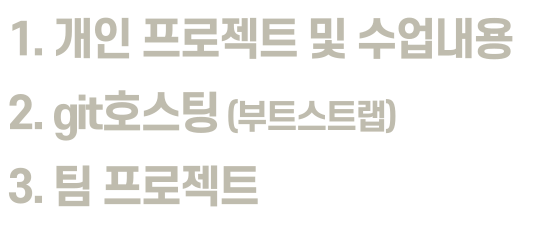 1. 개인 프로젝트 및 수업내용
2. git호스팅 (부트스트랩)
3. 팀 프로젝트